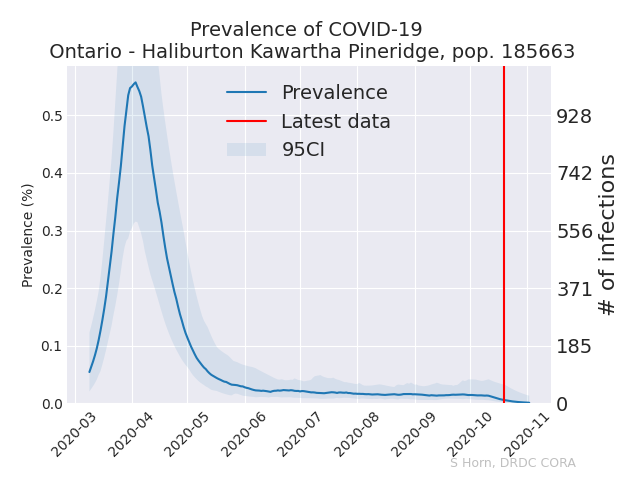 Prevalence of COVID-19
Ontario - Haliburton Kawartha Pineridge, pop. 185663
Prevalence
Latest data
95CI
Prevalence (%)
0.5
0.4
0.3
0.2
0.1
0.0
928
742
556
371
185
0
# of infections
2020-03
2020-04
2020-05
2020-06
2020-07
2020-08
2020-09
2020-10
2020-11
S Horn, DRDC CORA